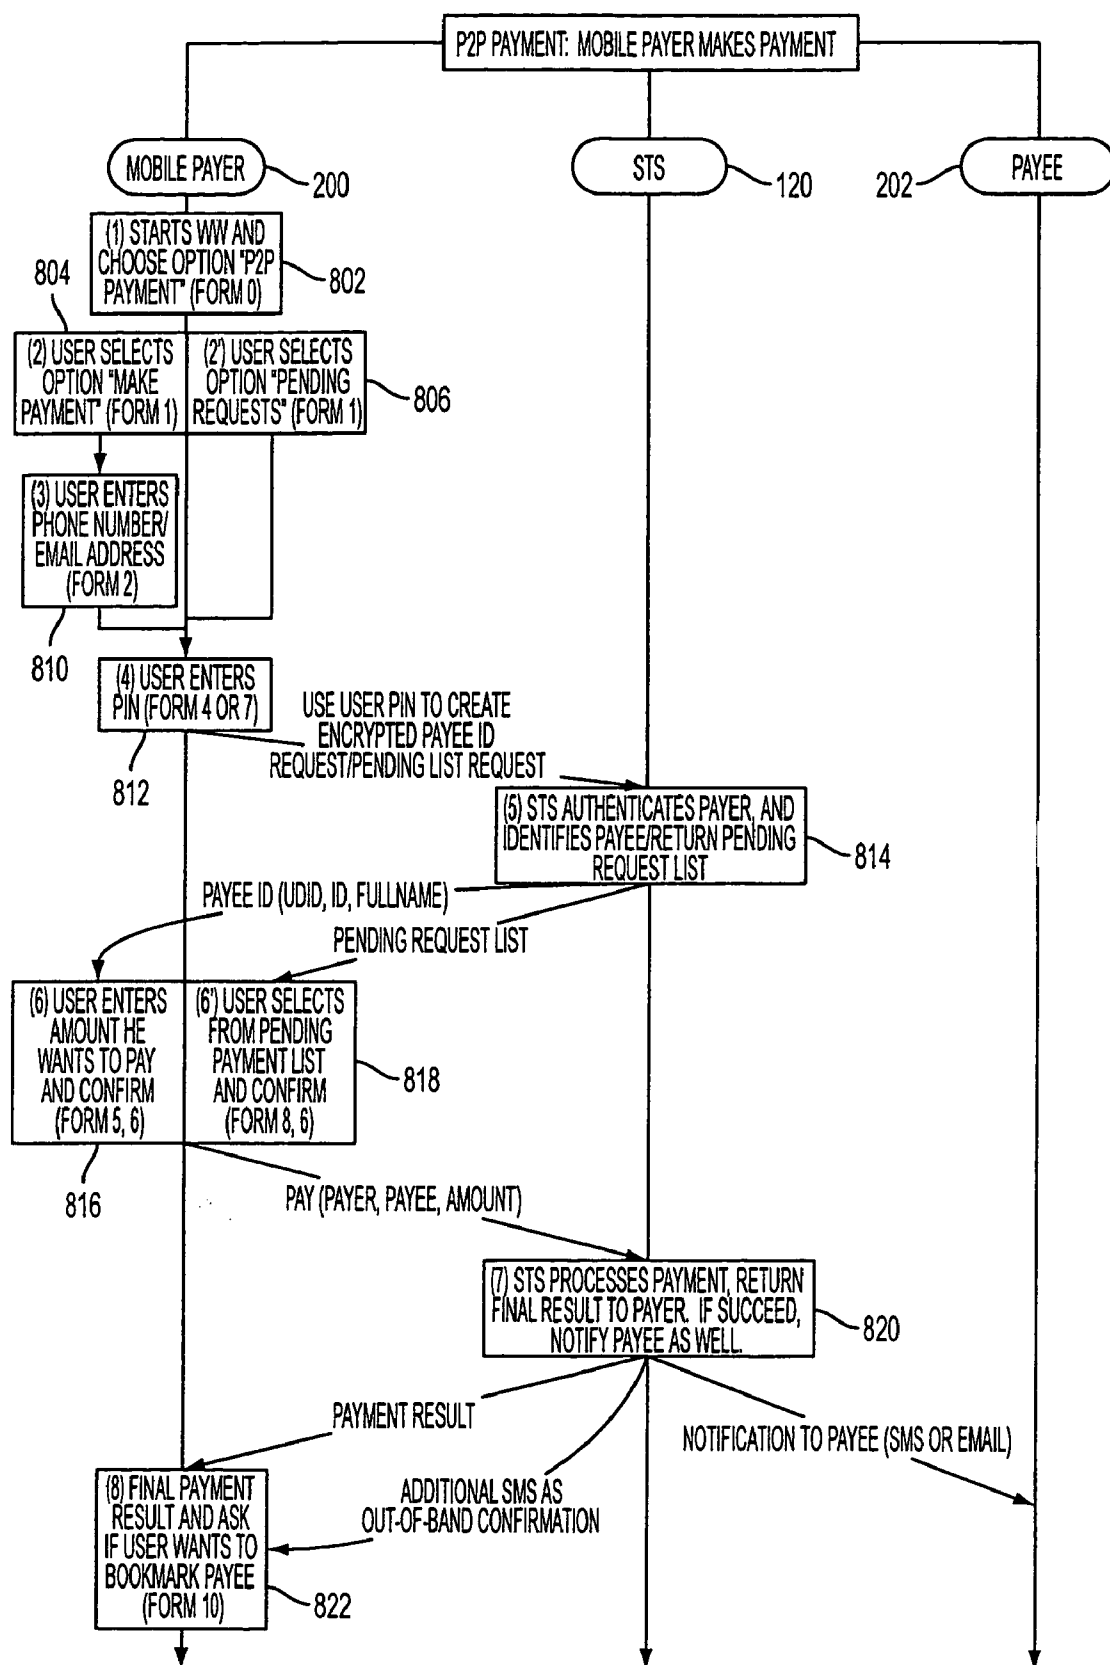 P2P PAYMENT: MOBILE PAYER MAKES PAYMENT
MOBILE PAYER
200
STS
120
202
PAYEE
(1) STARTS WW AND
CHOOSE OPTION "P2P
PAYMENT" (FORM 0)
802
804
(2) USER SELECTS
OPTION "MAKE
PAYMENT" (FORM 1)
(2') USER SELECTS
OPTION "PENDING
REQUESTS" (FORM 1)
806
(3) USER ENTERS
PHONE NUMBER/
EMAIL ADDRESS
(FORM 2)
810
(4) USER ENTERS
PIN (FORM 4 OR 7)
812
USE USER PIN TO CREATE
ENCRYPTED PAYEE ID
REQUEST/PENDING LIST REQUEST
(5) STS AUTHENTICATES PAYER, AND
IDENTIFIES PAYEE/RETURN PENDING
REQUEST LIST
814
PAYEE ID (UDID, ID, FULLNAME)
PENDING REQUEST LIST
(6) USER ENTERS
AMOUNT HE
WANTS TO PAY
AND CONFIRM
(FORM 5, 6)
816
(6') USER SELECTS
FROM PENDING
PAYMENT LIST
AND CONFIRM
(FORM 8, 6)
818
PAY (PAYER, PAYEE, AMOUNT)
(7) STS PROCESSES PAYMENT, RETURN
FINAL RESULT TO PAYER. IF SUCCEED,
NOTIFY PAYEE AS WELL.
820
PAYMENT RESULT
NOTIFICATION TO PAYEE (SMS OR EMAIL)
ADDITIONAL SMS AS
OUT-OF-BAND CONFIRMATION
(8) FINAL PAYMENT
RESULT AND ASK
IF USER WANTS TO
BOOKMARK PAYEE
(FORM 10)
822